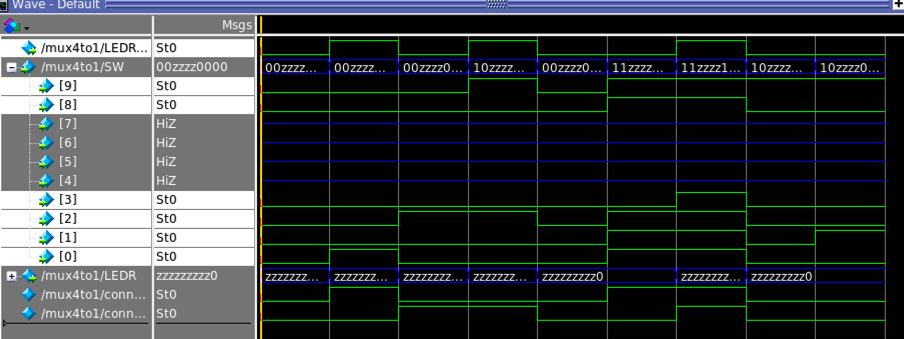 Wave - Default
Msgs
/mux4to1/LEDR... St0
/mux4to1/SW 00zzzz0000 00zzzz... 00zzzz... 00zzzz0... 10zzzz... 00zzzz0... 11zzzz... 11zzzz1... 10zzzz... 10zzzz0...
[9] St0
[8] St0
[7] HiZ
[6] HiZ
[5] HiZ
[4] HiZ
[3] St0
[2] St0
[1] St0
[0] St0
/mux4to1/LEDR zzzzzzzzz0 zzzzzzz... zzzzzzz... zzzzzzzz... zzzzzzz... zzzzzzzzz0 zzzzzzzz... zzzzzzzzz0
/mux4to1/conn... St0
/mux4to1/conn... St0